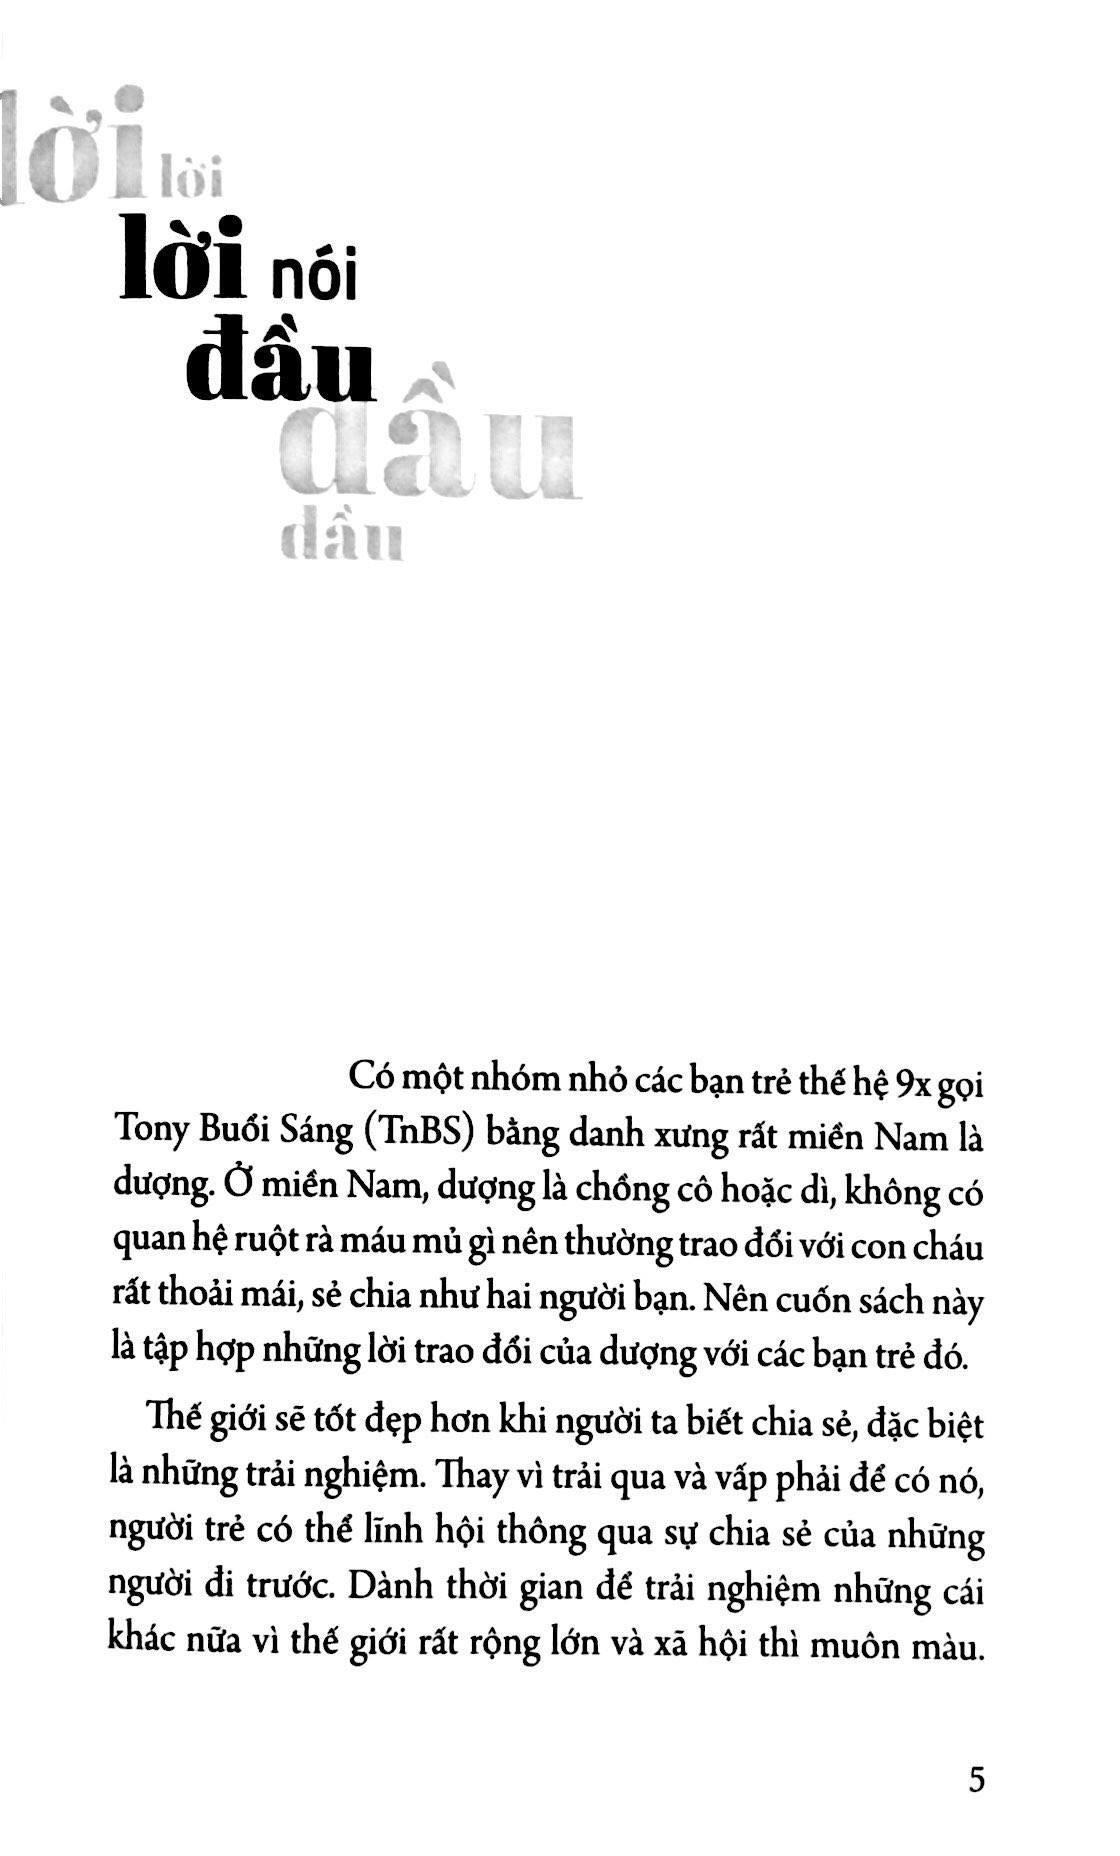 lời lời
lời nói
đầu
dầu
dầu
Có một nhóm nhỏ các bạn trẻ thế hệ 9x gọi
Tony Buổi Sáng (TnBS) bằng danh xưng rất miền Nam là
dượng. Ở miền Nam, dượng là chồng cô hoặc dì, không có
quan hệ ruột rà máu mủ gì nên thường trao đổi với con cháu
rất thoải mái, sẻ chia như hai người bạn. Nên cuốn sách này
là tập hợp những lời trao đổi của dượng với các bạn trẻ đó.
Thế giới sẽ tốt đẹp hơn khi người ta biết chia sẻ, đặc biệt
là những trải nghiệm. Thay vì trải qua và vấp phải để có nó,
người trẻ có thể lĩnh hội thông qua sự chia sẻ của những
người đi trước. Dành thời gian để trải nghiệm những cái
khác nữa vì thế giới rất rộng lớn và xã hội thì muôn màu.
5